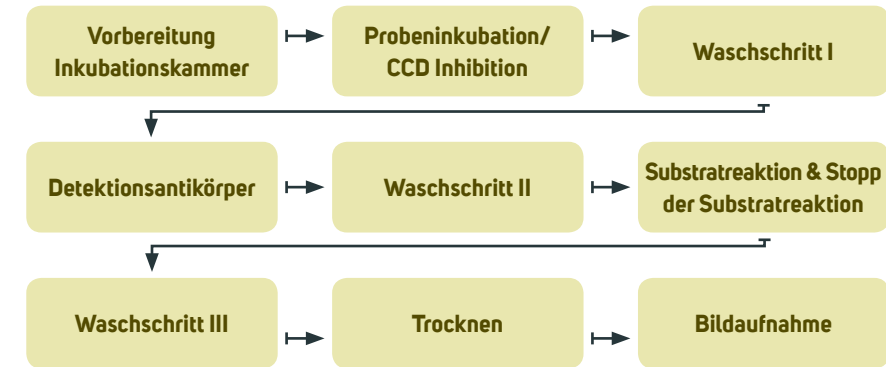 Vorbereitung
Inkubationskammer
Probeninkubation/
CCD Inhibition
Waschschritt I
Detektionsantikörper
Waschschritt II
Substratreaktion & Stopp
der Substratreaktion
Waschschritt III
Trocknen
Bildaufnahme